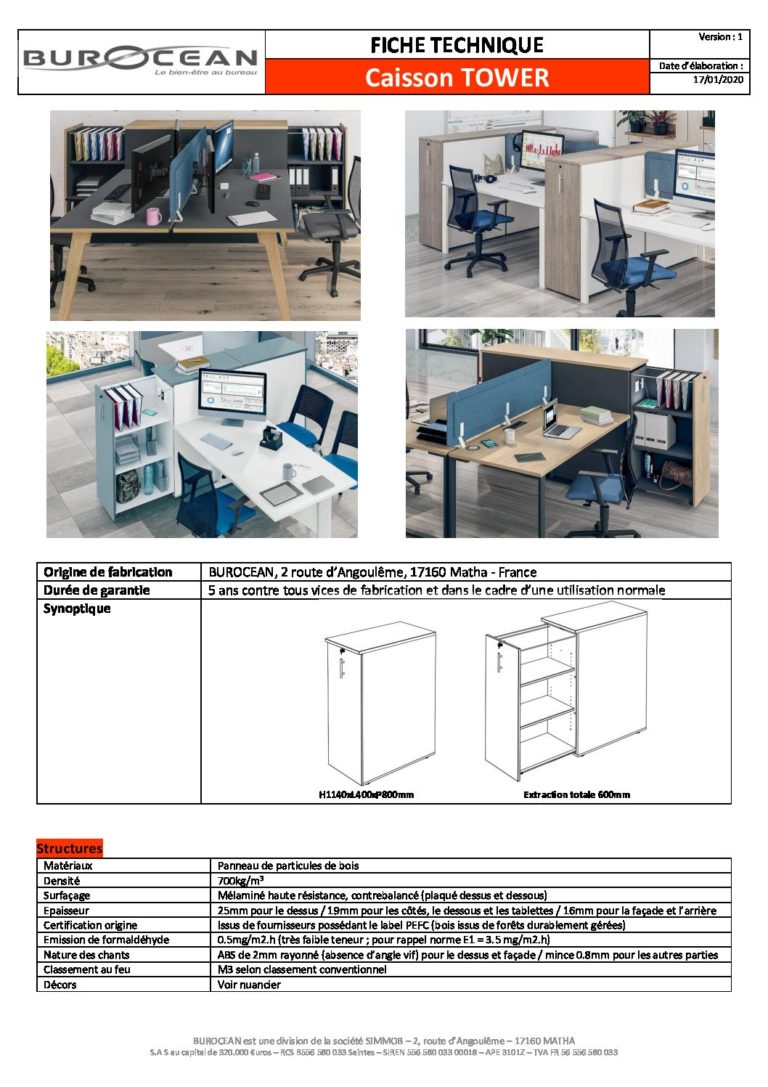 BUROCEAN
Le bien-être au bureau
FICHE TECHNIQUE
Caisson TOWER
Version : 1
Date d'élaboration :
17/01/2020
Origine de fabrication BUROCEAN, 2 route d'Angoulême, 17160 Matha - France
Durée de garantie 5 ans contre tous vices de fabrication et dans le cadre d'une utilisation normale
Synoptique
H1140xL400xP800mm Extraction totale 600mm
Structures
Matériaux Panneau de particules de bois
Densité 700kg/m³
Surfaçage Mélaminé haute résistance, contrebalancé (plaqué dessus et dessous)
Epaisseur 25mm pour le dessus / 19mm pour les côtés, le dessous et les tablettes / 16mm pour la façade et l'arrière
Certification origine Issus de fournisseurs possédant le label PEFC (bois issus de forêts durablement gérées)
Emission de formaldéhyde 0.5mg/m2.h (très faible teneur ; pour rappel norme E1 = 3.5 mg/m2.h)
Nature des chants ABS de 2mm rayonné (absence d'angle vif) pour le dessus et façade / mince 0.8mm pour les autres parties
Classement au feu M3 selon classement conventionnel
Décors Voir nuancier
BUROCEAN est une division de la société SIMMOB – 2, route d'Angoulême – 17160 MATHA
S.A S au capital de 320.000 €uros – RCS B556 580 033 Saintes – SIREN 556 580 033 00018 – APE 3101Z – TVA FR 56 556 580 033